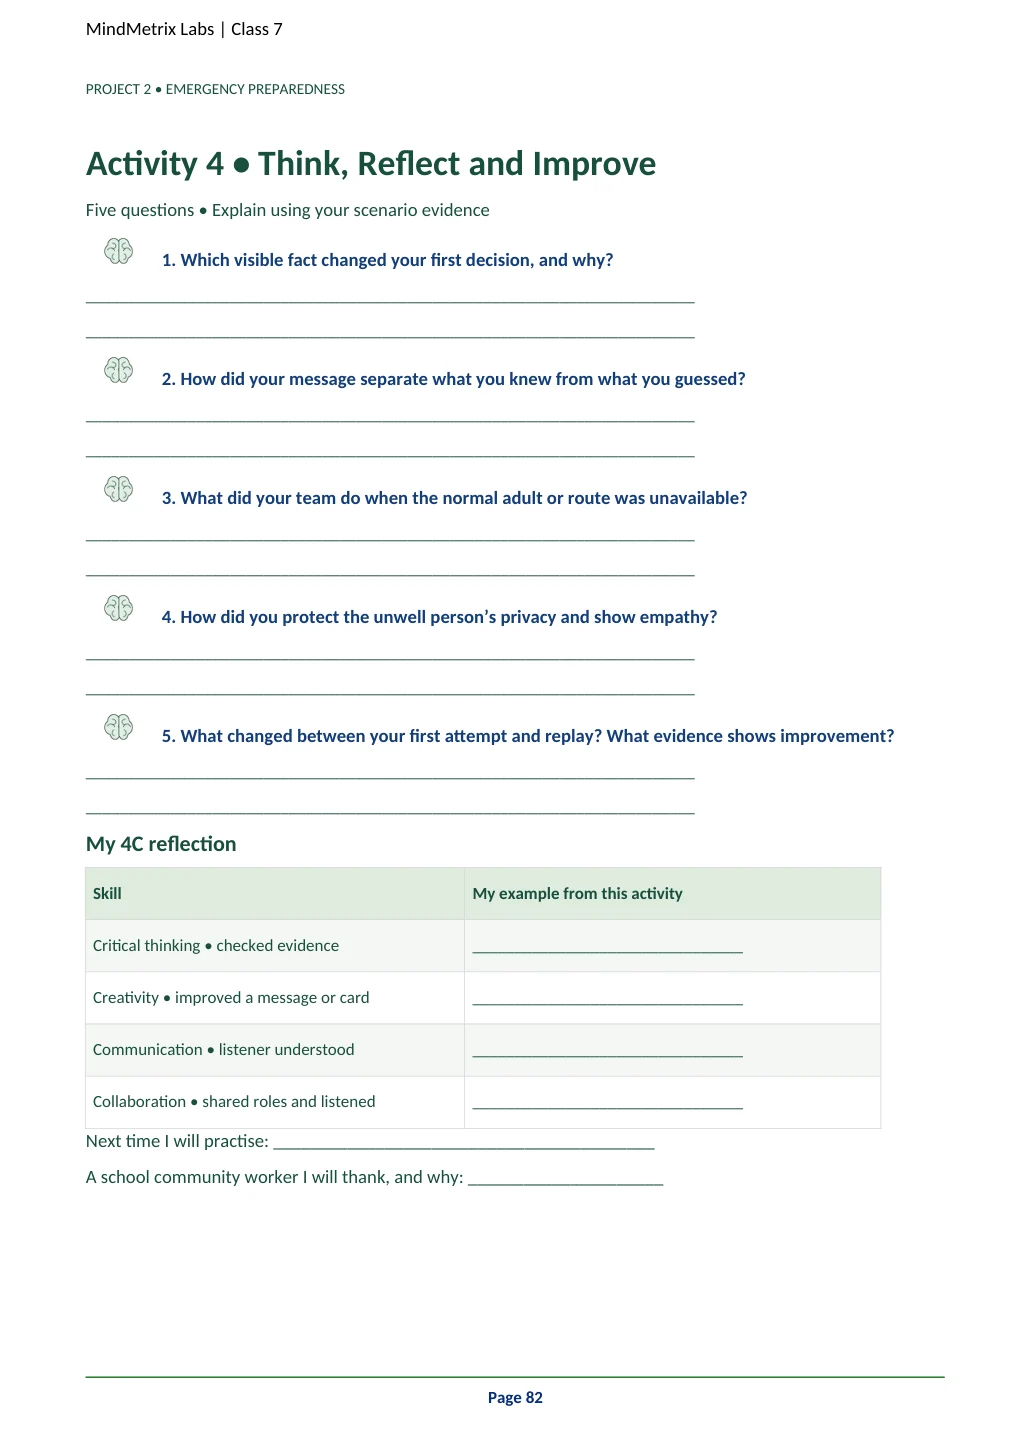 MindMetrix Labs | Class 7
PROJECT 2 • EMERGENCY PREPAREDNESS
Activity 4 • Think, Reflect and Improve
Five questions • Explain using your scenario evidence
1. Which visible fact changed your first decision, and why?
2. How did your message separate what you knew from what you guessed?
3. What did your team do when the normal adult or route was unavailable?
4. How did you protect the unwell person’s privacy and show empathy?
5. What changed between your first attempt and replay? What evidence shows improvement?
My 4C reflection
Skill My example from this activity
Critical thinking • checked evidence ________________________________
Creativity • improved a message or card ________________________________
Communication • listener understood ________________________________
Collaboration • shared roles and listened ________________________________
Next time I will practise: _________________________________________
A school community worker I will thank, and why: _____________________
Page 82